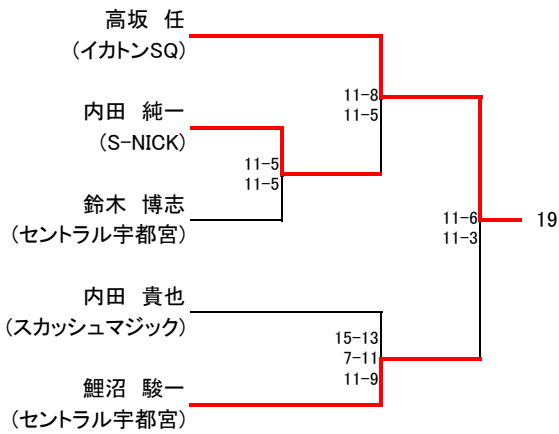 高坂 任
(イカトンSQ)
11-8
11-5
内田 純一
(S-NICK)
11-5
11-5
鈴木 博志
(セントラル宇都宮)
11-6
11-3
19
内田 貴也
(スカッシュマジック)
15-13
7-11
11-9
鯉沼 駿一
(セントラル宇都宮)